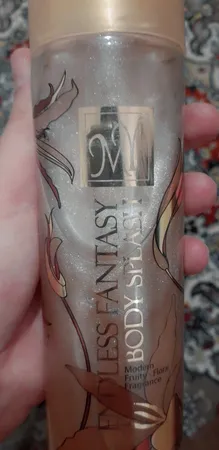 M
ENDLESS FANTASY
BODY SPLASH
Modern
Fruity - Floral
Fragrance